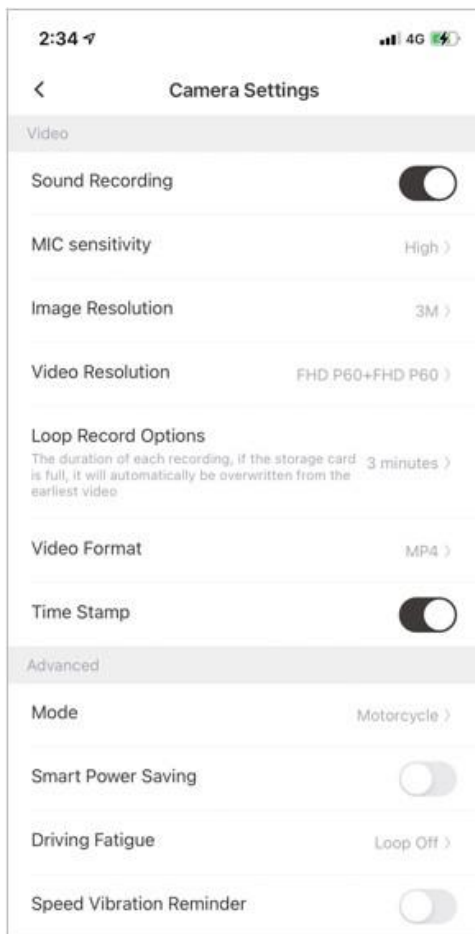 2:34
4G
Camera Settings
Video
Sound Recording
MIC sensitivity High
Image Resolution 3M
Video Resolution FHD P60+FHD P60
Loop Record Options
The duration of each recording, if the storage card
is full, it will automatically be overwritten from the
earliest video
3 minutes
Video Format MP4
Time Stamp
Advanced
Mode Motorcycle
Smart Power Saving
Driving Fatigue Loop Off
Speed Vibration Reminder